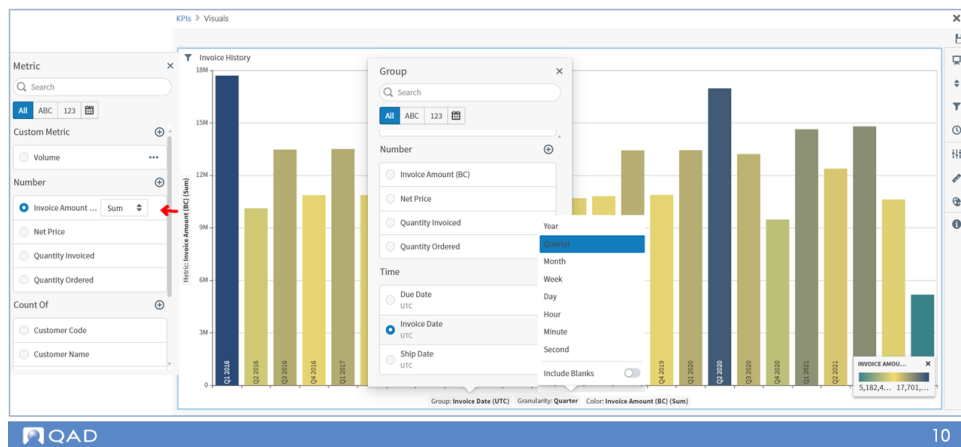 KPIs > Visuals
Invoice History
Metric
Search
All ABC 123
Custom Metric
Volume
Number
Invoice Amount ... Sum
Net Price
Quantity Invoiced
Quantity Ordered
Count Of
Customer Code
Customer Name
Metric: Invoice Amount (BC) (Sum)
18M
15M
12M
9M
6M
3M
0
Q1 2016
Q2 2016
Q3 2016
Q4 2016
Q1 2017
Group
Search
All ABC 123
Number
Invoice Amount (BC)
Net Price
Quantity Invoiced
Quantity Ordered
Time
Due Date
UTC
Invoice Date
UTC
Ship Date
UTC
Year
Quarter
Month
Week
Day
Hour
Minute
Second
Include Blanks
Q4 2019
Q1 2020
Q2 2020
Q3 2020
Q4 2020
Q1 2021
Q2 2021
INVOICE AMOU...
5,182,4... 17,701,...
Group: Invoice Date (UTC) Granularity: Quarter Color: Invoice Amount (BC) (Sum)
QAD
10